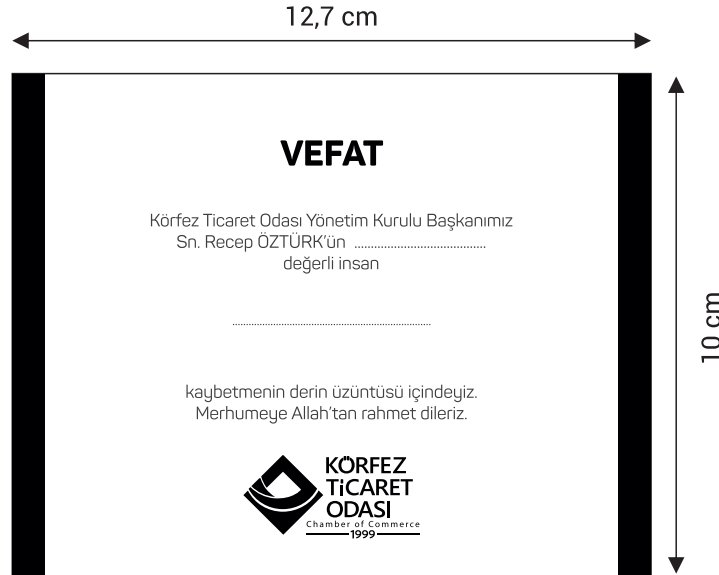 12,7 cm
VEFAT
Körfez Ticaret Odası Yönetim Kurulu Başkanımız
Sn. Recep ÖZTÜRK'ün ..........................................
değerli insan
..................................................................
10 cm
kaybetmenin derin üzüntüsü içindeyiz.
Merhumeye Allah'tan rahmet dileriz.
KÖRFEZ
TİCARET
ODASI
Chamber of Commerce
1999